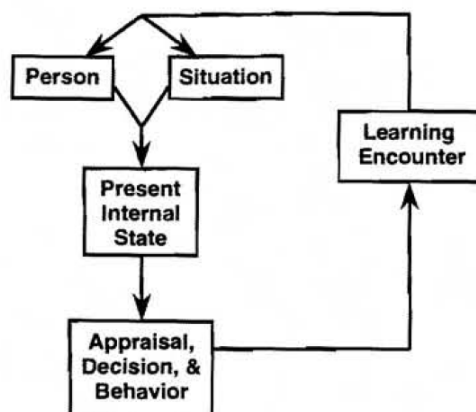 Person
Situation
Learning
Encounter
Present
Internal
State
Appraisal,
Decision, &
Behavior